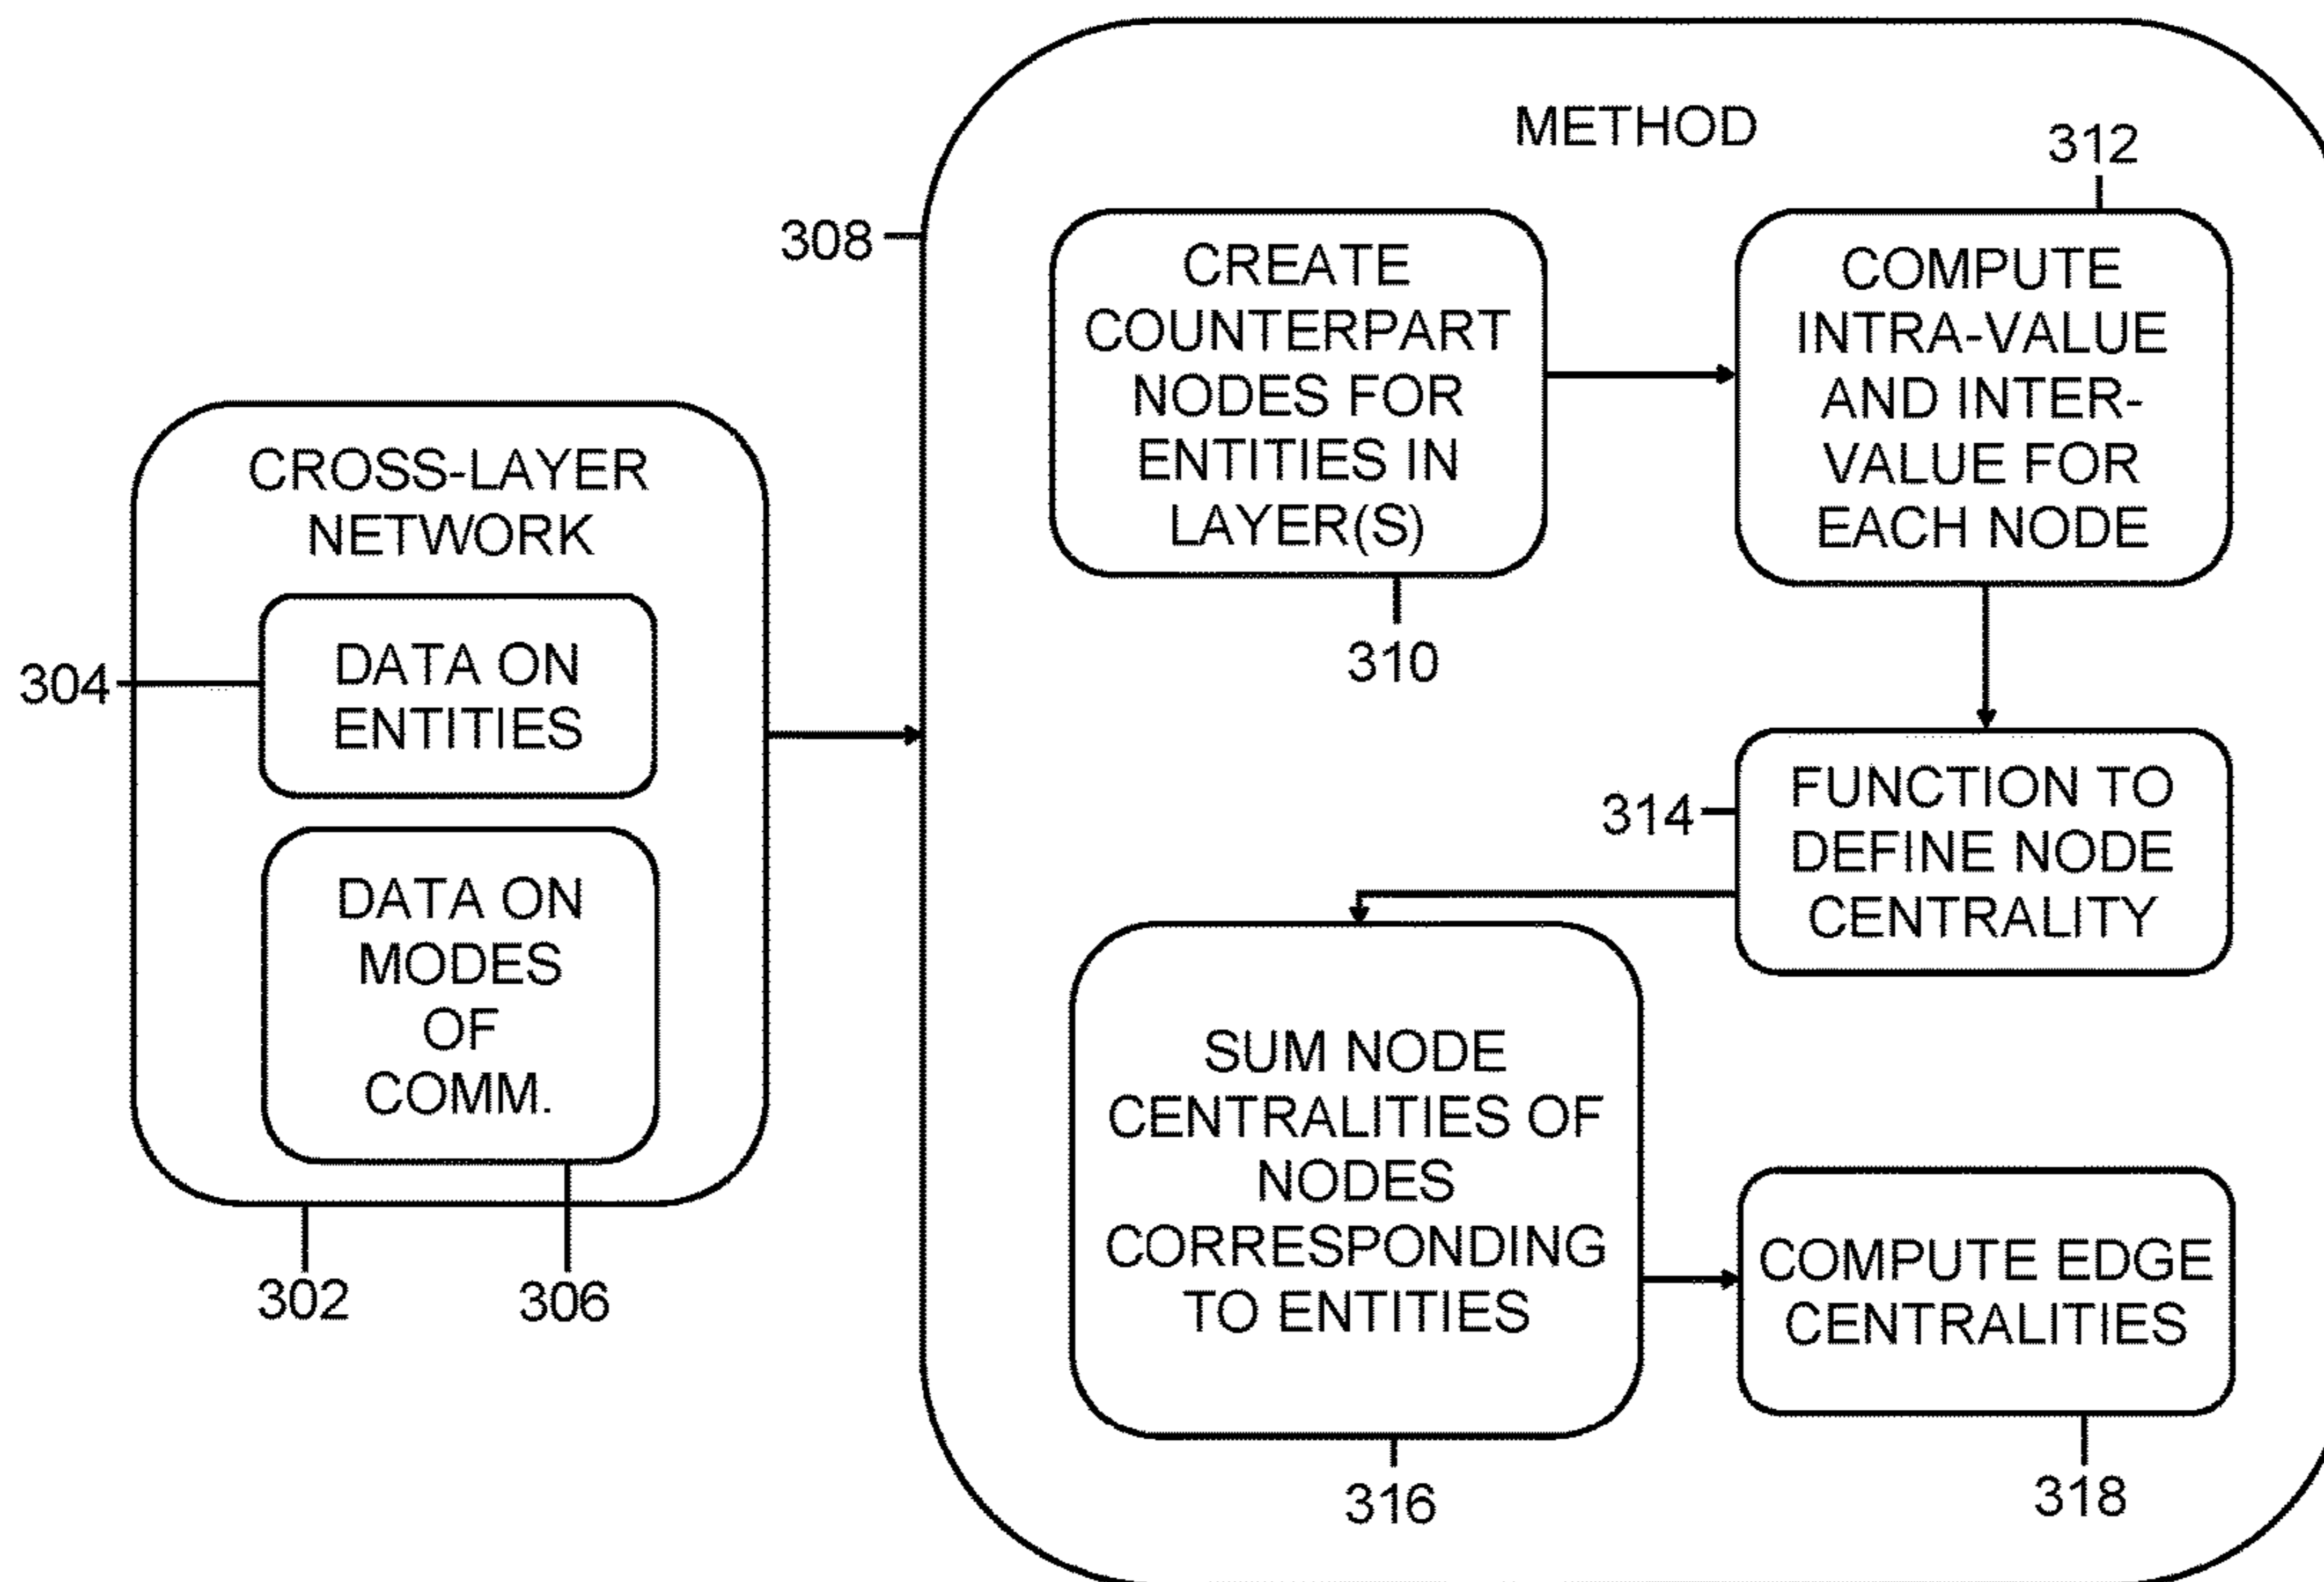 CROSS-LAYER
NETWORK
DATA ON
ENTITIES
304
DATA ON
MODES
OF
COMM.
302
306
308
METHOD
CREATE
COUNTERPART
NODES FOR
ENTITIES IN
LAYER(S)
310
312
COMPUTE
INTRA-VALUE
AND INTER-
VALUE FOR
EACH NODE
314
FUNCTION TO
DEFINE NODE
CENTRALITY
SUM NODE
CENTRALITIES OF
NODES
CORRESPONDING
TO ENTITIES
316
COMPUTE EDGE
CENTRALITIES
318